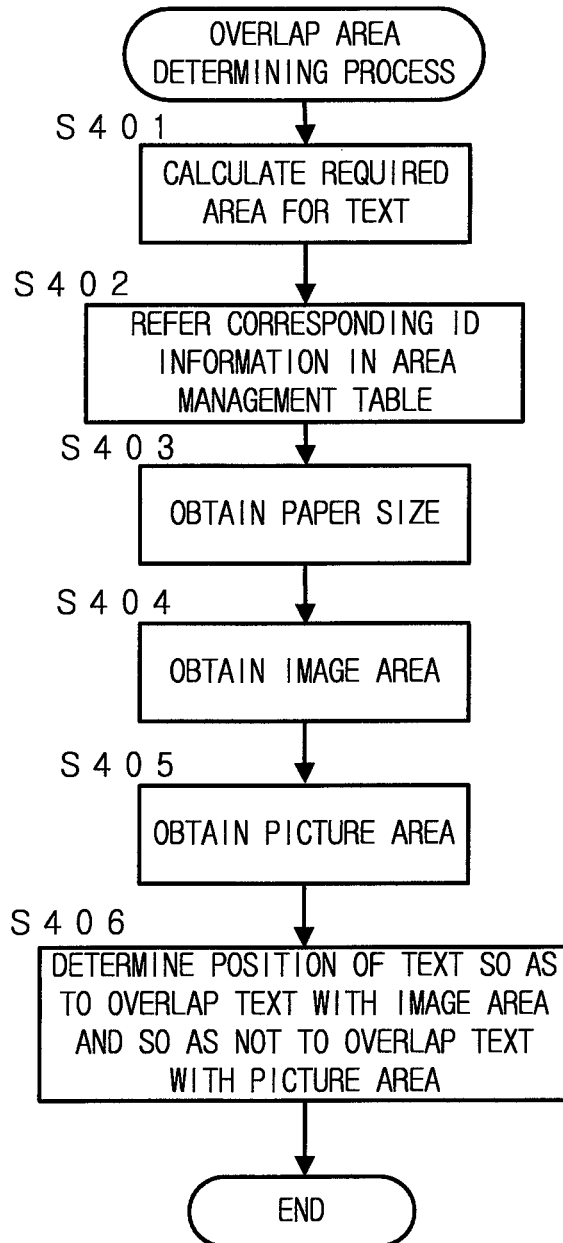 OVERLAP AREA
DETERMINING PROCESS
S401
CALCULATE REQUIRED
AREA FOR TEXT
S402
REFER CORRESPONDING ID
INFORMATION IN AREA
MANAGEMENT TABLE
S403
OBTAIN PAPER SIZE
S404
OBTAIN IMAGE AREA
S405
OBTAIN PICTURE AREA
S406
DETERMINE POSITION OF TEXT SO AS
TO OVERLAP TEXT WITH IMAGE AREA
AND SO AS NOT TO OVERLAP TEXT
WITH PICTURE AREA
END